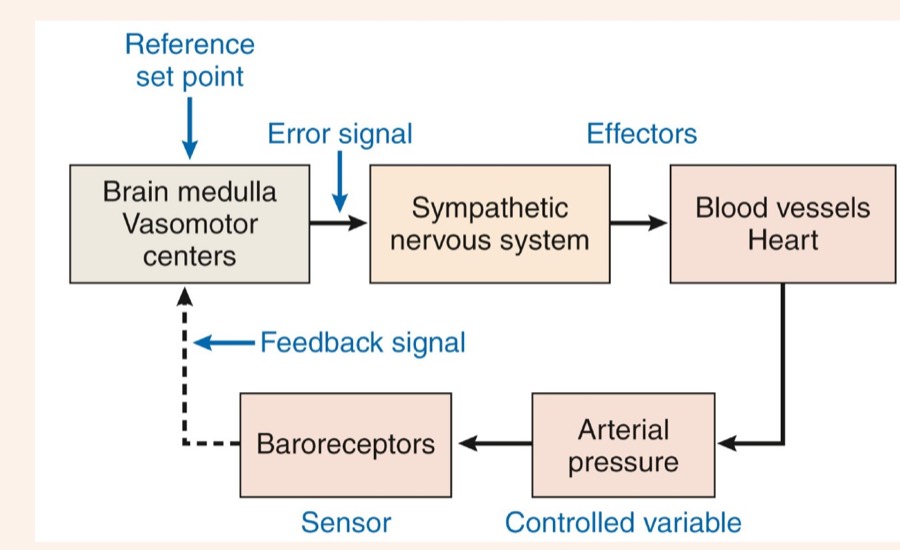 Reference
set point
Error signal
Effectors
Brain medulla
Vasomotor
centers
Sympathetic
nervous system
Blood vessels
Heart
Feedback signal
Baroreceptors
Arterial
pressure
Sensor
Controlled variable